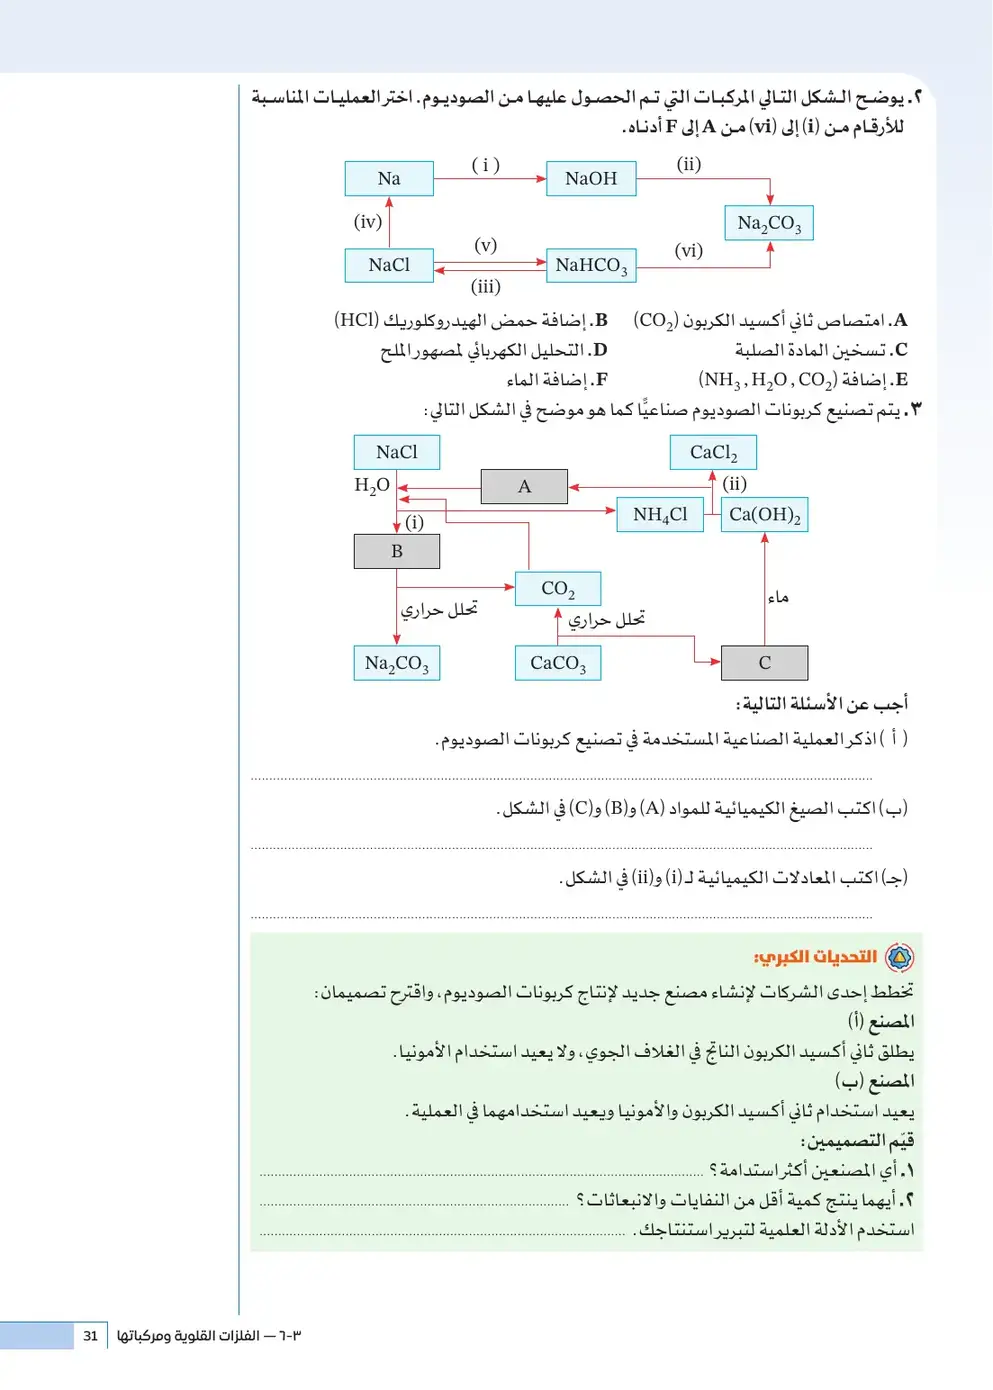 ٢. يوضح الشكل التالي المركبات التي تم الحصول عليها من الصوديوم. اختر العمليات المناسبة
للأرقام من (i) إلى (vi) من A إلى F أدناه.
Na
( i )
NaOH
(ii)
(iv)
Na₂CO₃
NaCl
(v)
(iii)
NaHCO₃
(vi)
A. امتصاص ثاني أكسيد الكربون (CO₂)
B. إضافة حمض الهيدروكلوريك (HCl)
C. تسخين المادة الصلبة
D. التحليل الكهربائي لمصهور الملح
E. إضافة (NH₃ , H₂O , CO₂)
F. إضافة الماء
٣. يتم تصنيع كربونات الصوديوم صناعيًّا كما هو موضح في الشكل التالي:
NaCl
CaCl₂
H₂O
A
(ii)
(i)
NH₄Cl
Ca(OH)₂
B
CO₂
ماء
تحلل حراري
تحلل حراري
Na₂CO₃
CaCO₃
C
أجب عن الأسئلة التالية:
( أ ) اذكر العملية الصناعية المستخدمة في تصنيع كربونات الصوديوم.
(ب) اكتب الصيغ الكيميائية للمواد (A) و(B) و(C) في الشكل.
(جـ) اكتب المعادلات الكيميائية لـ (i) و(ii) في الشكل.
التحديات الكبري:
تخطط إحدى الشركات لإنشاء مصنع جديد لإنتاج كربونات الصوديوم، واقترح تصميمان:
المصنع (أ)
يطلق ثاني أكسيد الكربون الناتج في الغلاف الجوي، ولا يعيد استخدام الأمونيا.
المصنع (ب)
يعيد استخدام ثاني أكسيد الكربون والأمونيا ويعيد استخدامهما في العملية.
قيّم التصميمين:
١. أي المصنعين أكثر استدامة؟
٢. أيهما ينتج كمية أقل من النفايات والانبعاثات؟
استخدم الأدلة العلمية لتبرير استنتاجك.
٣-٦ — الفلزات القلوية ومركباتها
31